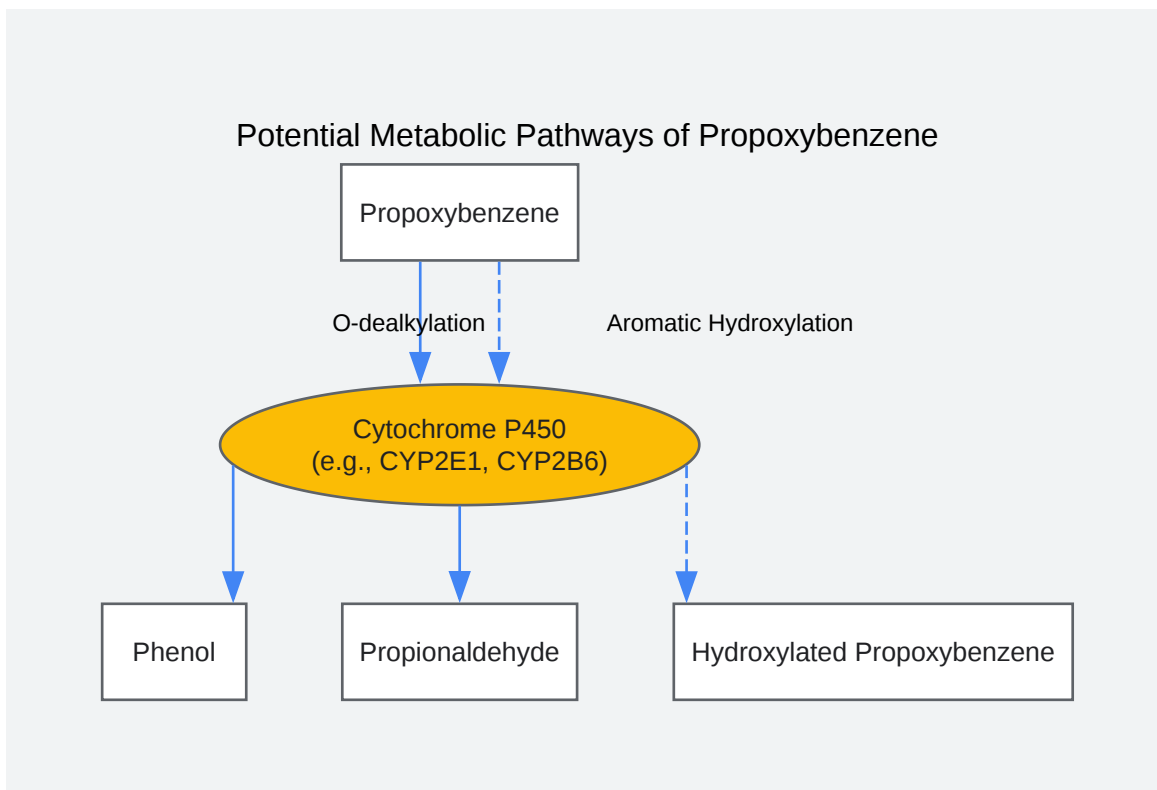 Potential Metabolic Pathways of Propoxybenzene
Propoxybenzene
O-dealkylation
Aromatic Hydroxylation
Cytochrome P450
(e.g., CYP2E1, CYP2B6)
Phenol
Propionaldehyde
Hydroxylated Propoxybenzene